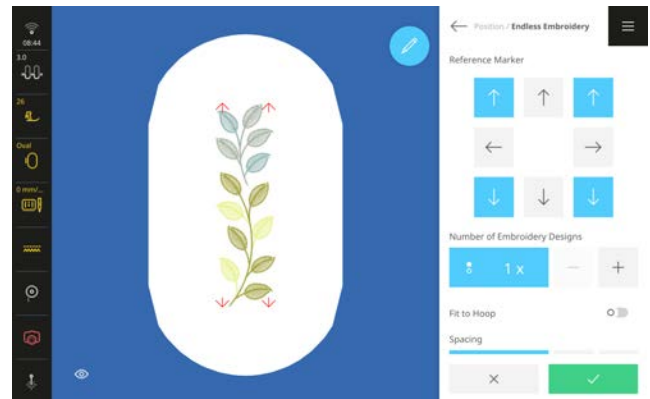 08:44
Position / Endless Embroidery
3.0
Reference Marker
26
Oval
0 mm/...
Number of Embroidery Designs
1 x
Fit to Hoop
Spacing